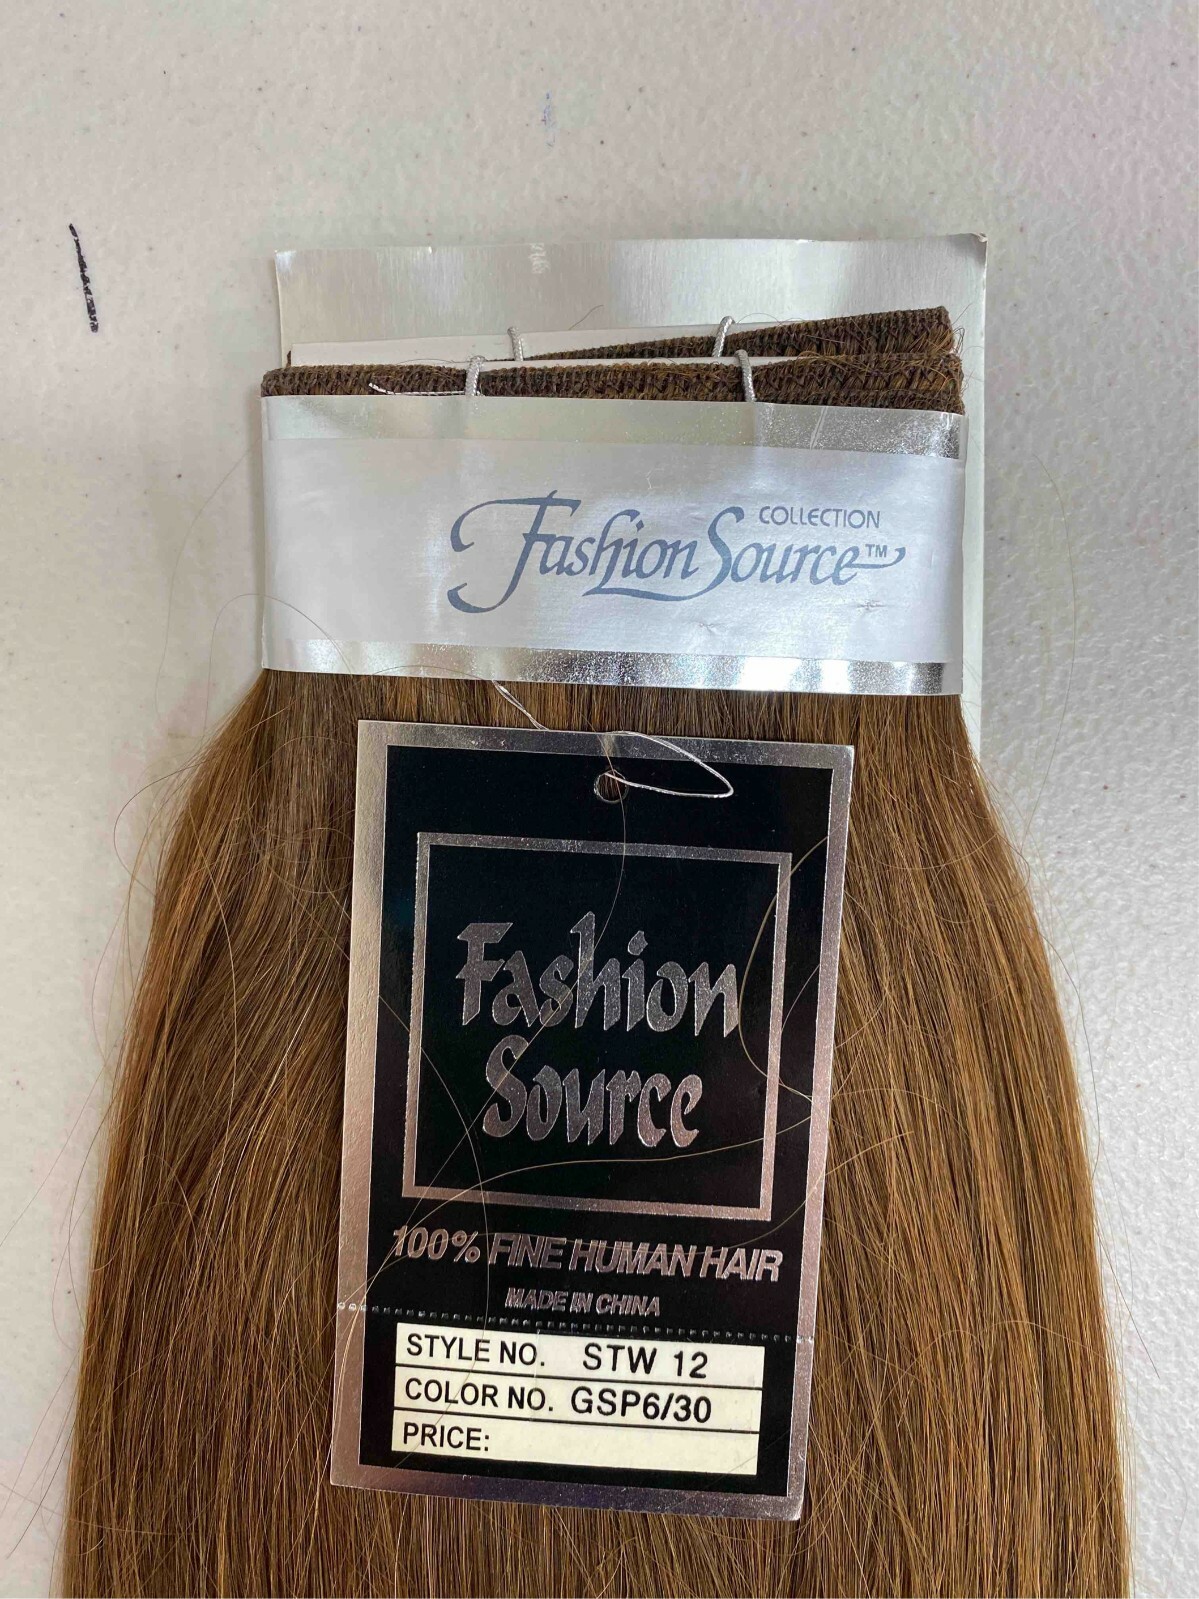 COLLECTION
Fashion Source™
Fashion
Source
100% FINE HUMAN HAIR
MADE IN CHINA
STYLE NO. STW 12
COLOR NO. GSP6/30
PRICE: